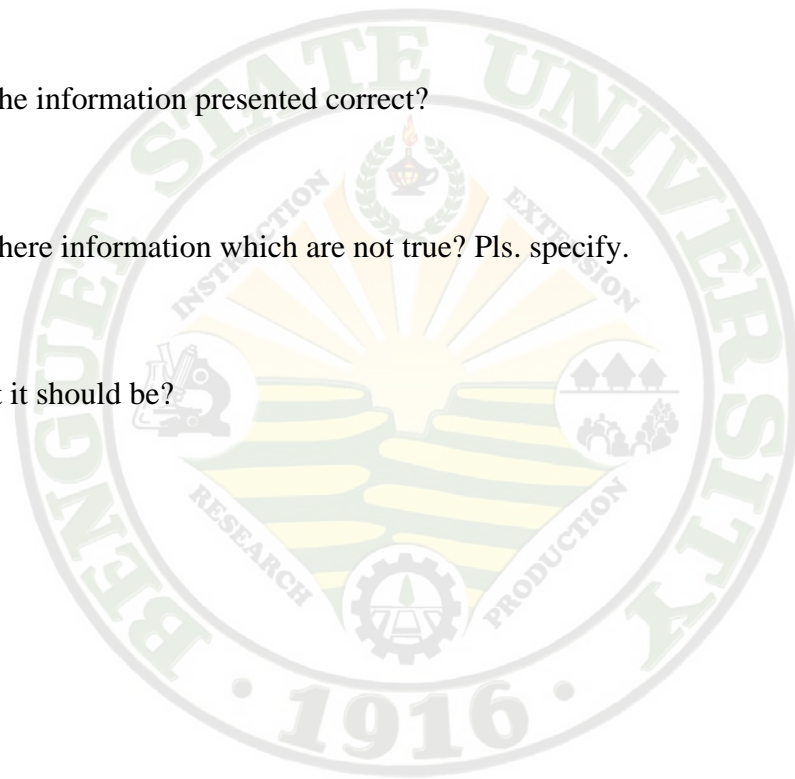 he information presented correct?
here information which are not true? Pls. specify.
t it should be?
BENGUET STATE UNIVERSITY
INSTRUCTION
EXTENSION
RESEARCH
PRODUCTION
· 1916 ·